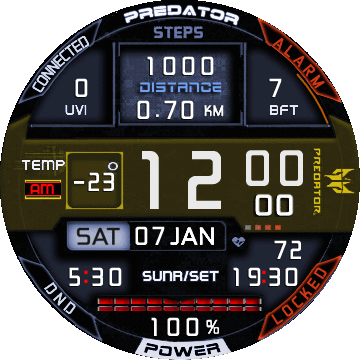 PREDATOR
CONNECTED
STEPS
ALARM
1000
0
DISTANCE
7
UVI
0.70 KM
BFT
TEMP
AM
-23°
12
00
00
PREDATOR
SAT 07 JAN
72
5:30
SUNR/SET
19:30
DND
LOCKED
100%
POWER